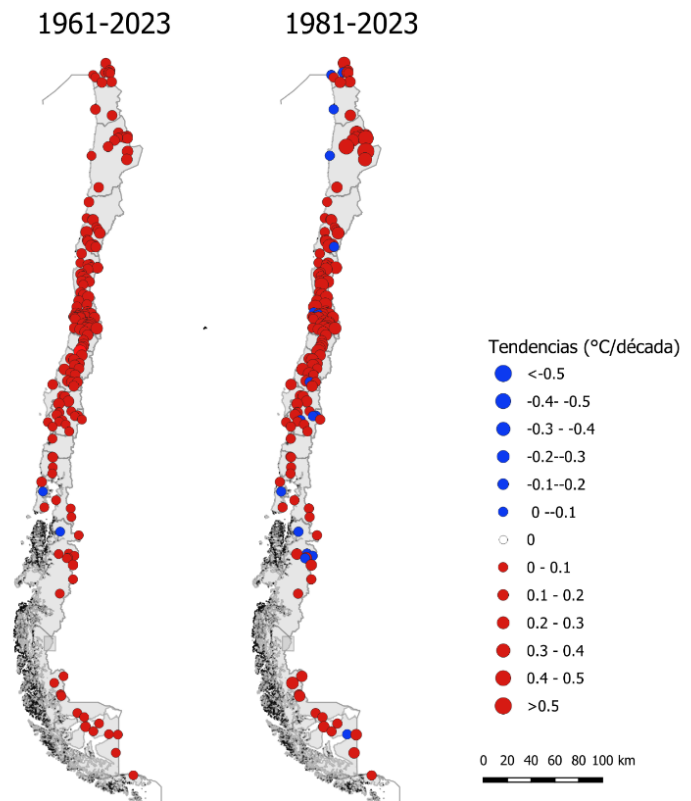 1961-2023
1981-2023
Tendencias (°C/década)
<-0.5
-0.4- -0.5
-0.3 - -0.4
-0.2--0.3
-0.1--0.2
0 --0.1
0
0 - 0.1
0.1 - 0.2
0.2 - 0.3
0.3 - 0.4
0.4 - 0.5
>0.5
0 20 40 60 80 100 km